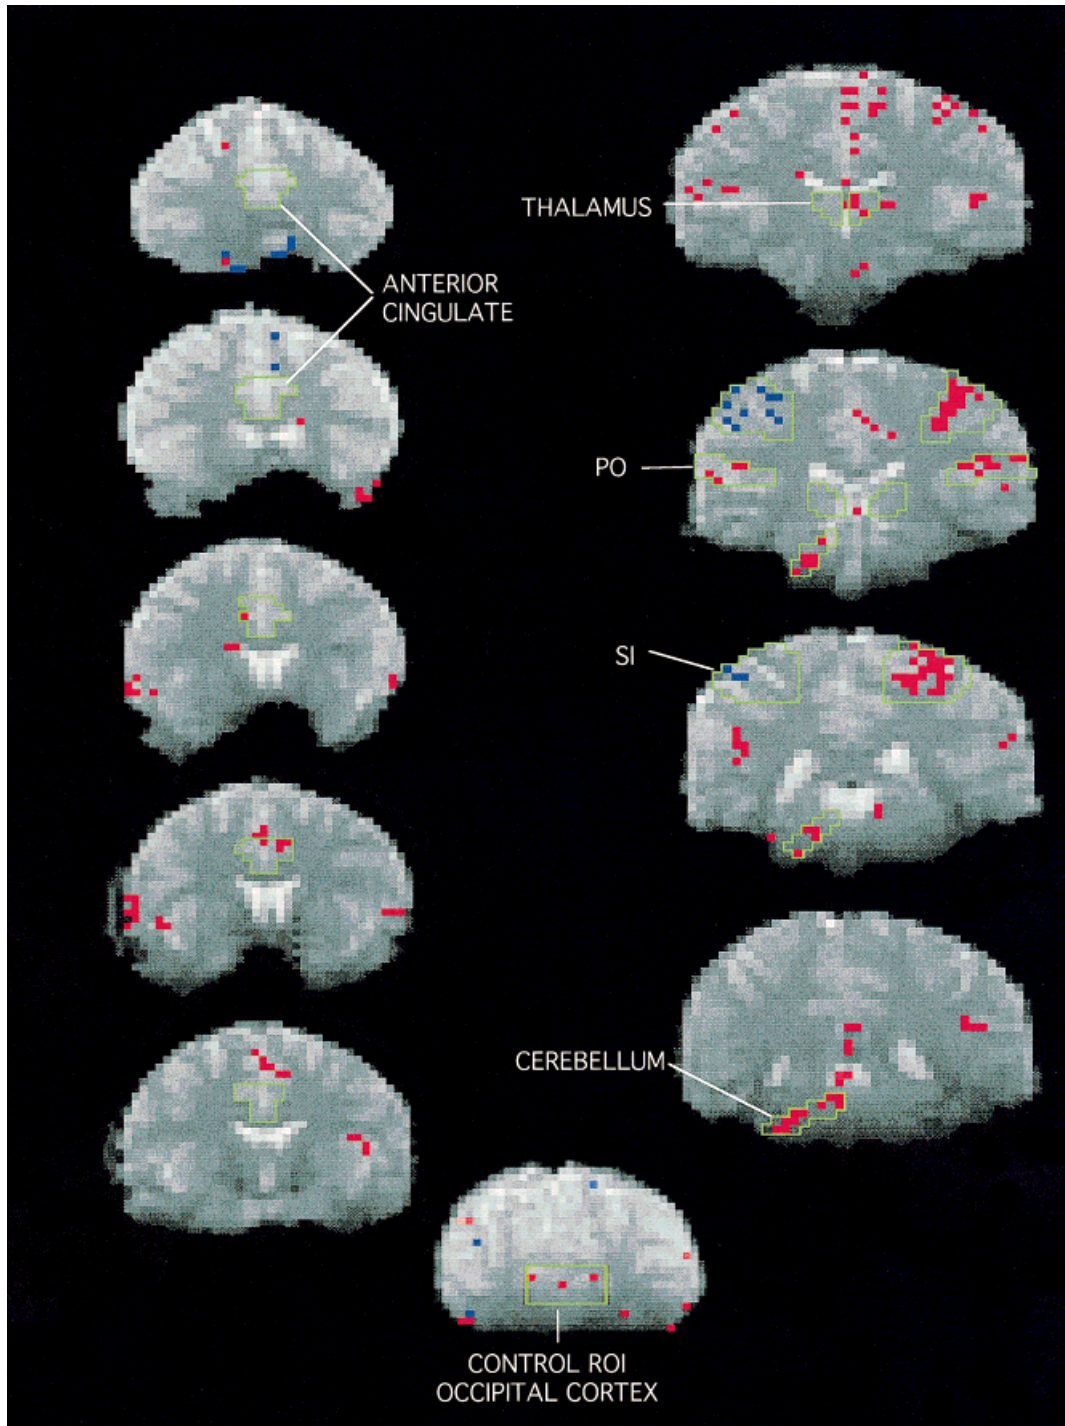 THALAMUS
ANTERIOR
CINGULATE
PO
SI
CEREBELLUM
CONTROL ROI
OCCIPITAL CORTEX